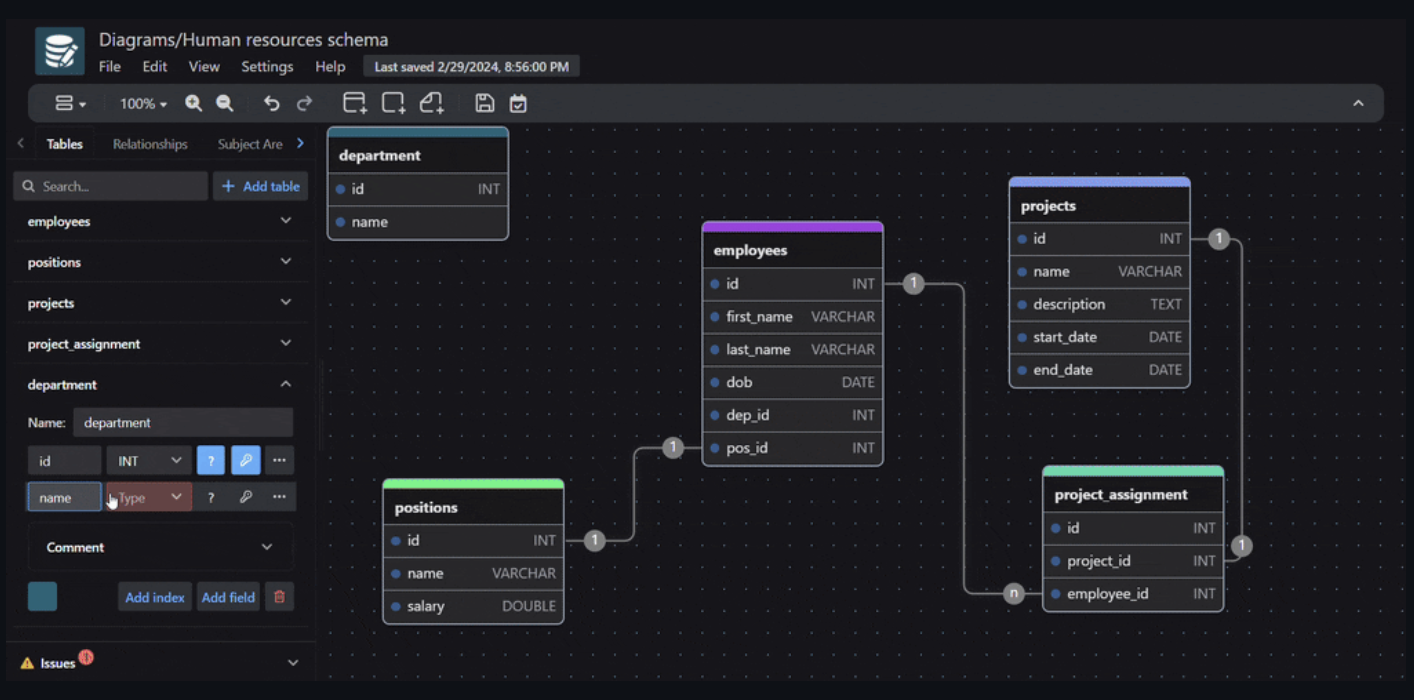 Diagrams/Human resources schema
File Edit View Settings Help Last saved 2/29/2024, 8:56:00 PM
100%
Tables Relationships Subject Are
Search... + Add table
employees
positions
projects
project_assignment
department
Name: department
id INT ?
name Type ?
Comment
Add index Add field
Issues
department
id INT
name
employees
id INT
first_name VARCHAR
last_name VARCHAR
dob DATE
dep_id INT
pos_id INT
projects
id INT
name VARCHAR
description TEXT
start_date DATE
end_date DATE
positions
id INT
name VARCHAR
salary DOUBLE
project_assignment
id INT
project_id INT
employee_id INT
1
1
1
1
1
n